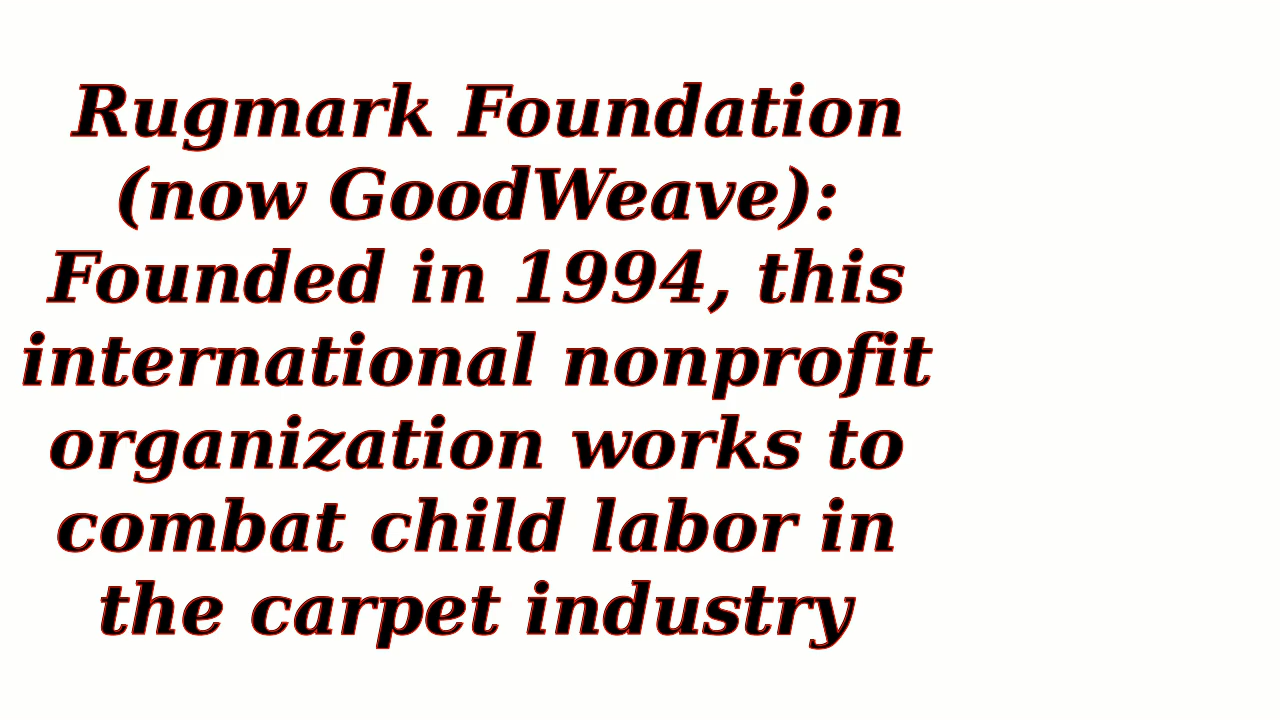 Rugmark Foundation
(now GoodWeave):
Founded in 1994, this
international nonprofit
organization works to
combat child labor in
the carpet industry